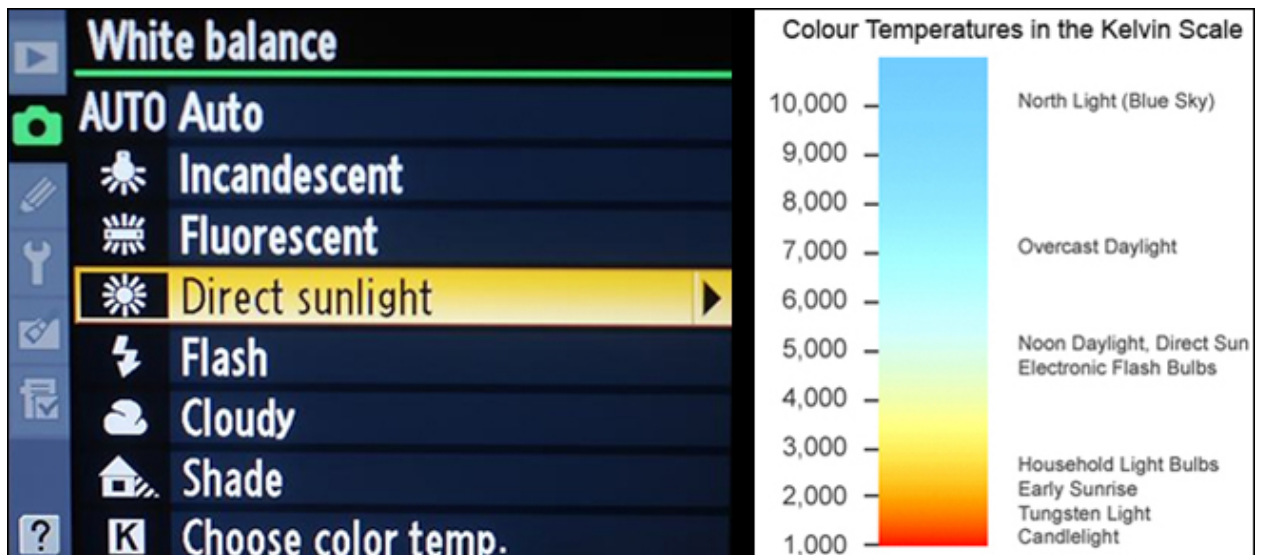 White balance
AUTO Auto
Incandescent
Fluorescent
Direct sunlight
Flash
Cloudy
Shade
K Choose color temp.
?
Colour Temperatures in the Kelvin Scale
10,000 North Light (Blue Sky)
9,000
8,000
7,000 Overcast Daylight
6,000
5,000 Noon Daylight, Direct Sun
Electronic Flash Bulbs
4,000
3,000
Household Light Bulbs
2,000 Early Sunrise
Tungsten Light
1,000 Candlelight